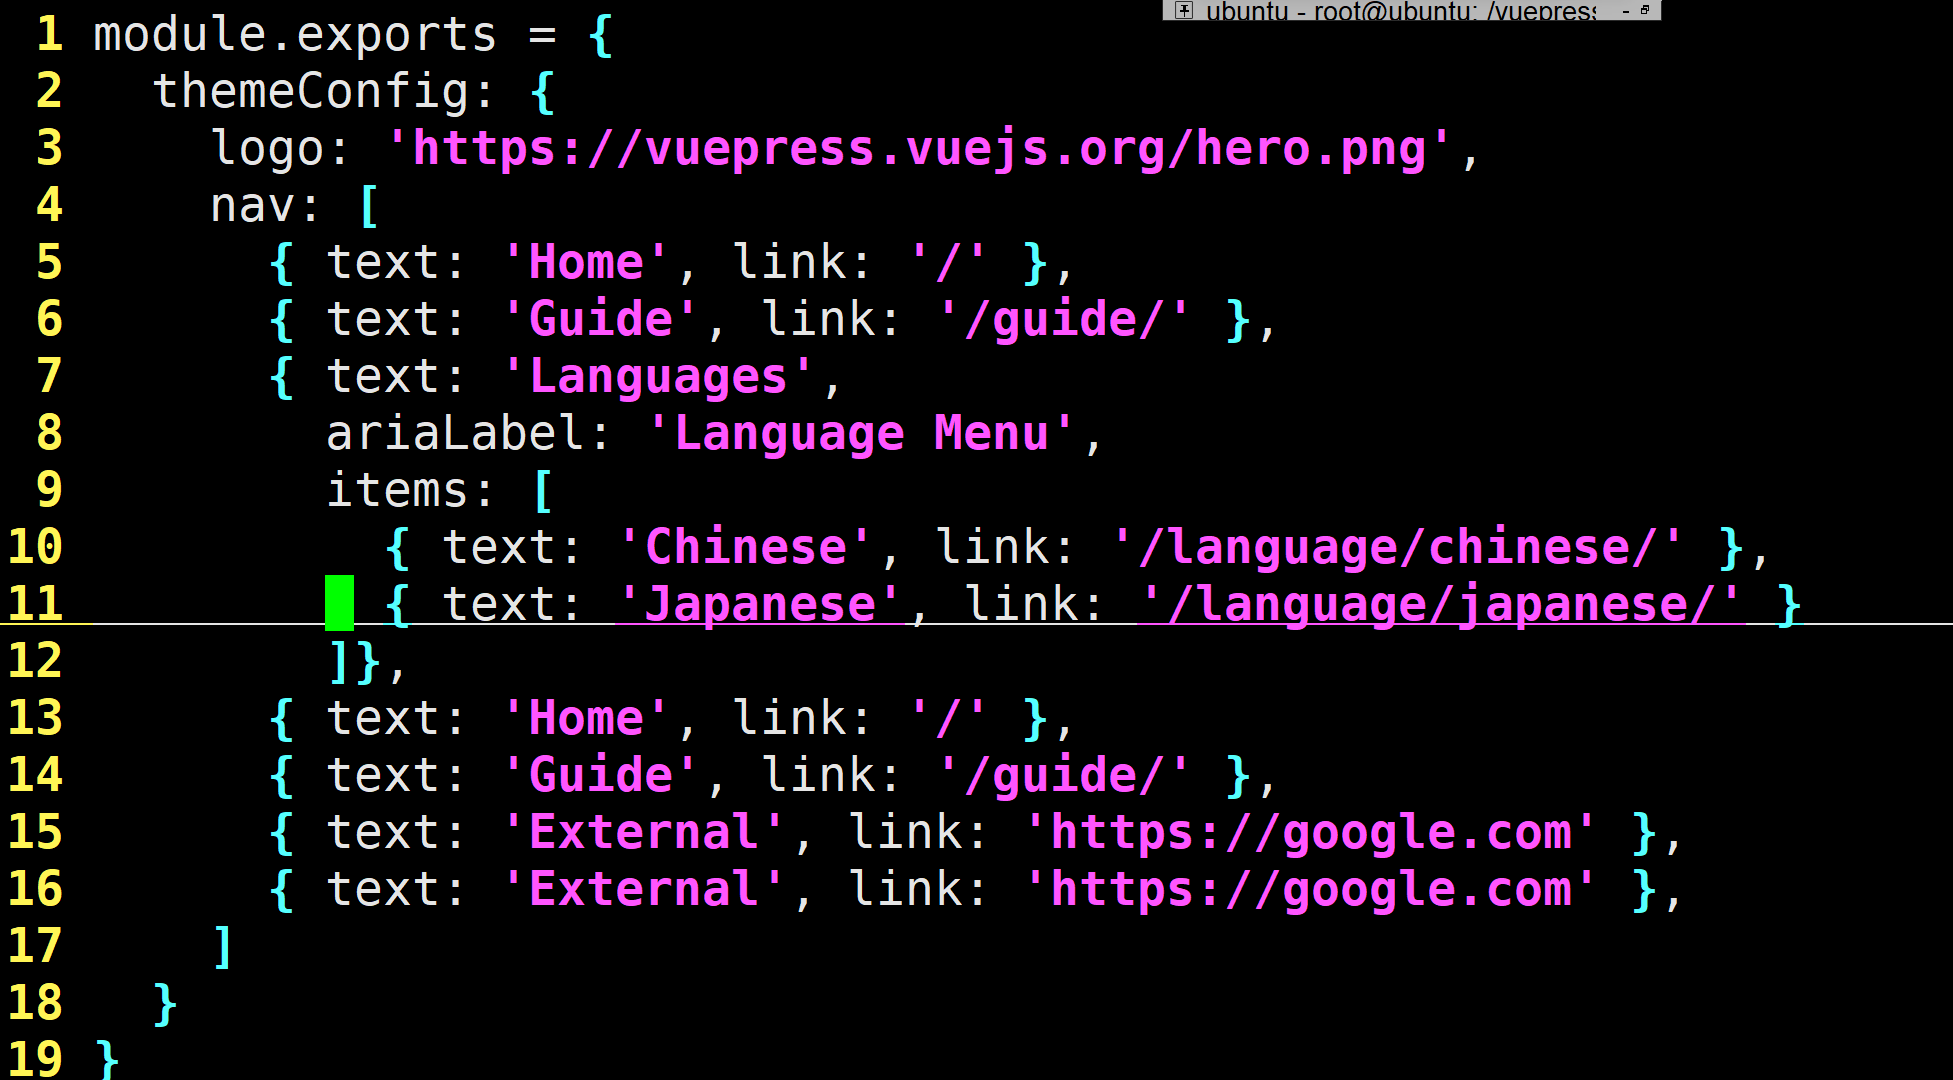 ubuntu - root@ubuntu: /vuepress
1 module.exports = {
2   themeConfig: {
3     logo: 'https://vuepress.vuejs.org/hero.png',
4     nav: [
5       { text: 'Home', link: '/' },
6       { text: 'Guide', link: '/guide/' },
7       { text: 'Languages',
8         ariaLabel: 'Language Menu',
9         items: [
10           { text: 'Chinese', link: '/language/chinese/' },
11           { text: 'Japanese', link: '/language/japanese/' }
12         ]},
13       { text: 'Home', link: '/' },
14       { text: 'Guide', link: '/guide/' },
15       { text: 'External', link: 'https://google.com' },
16       { text: 'External', link: 'https://google.com' },
17     ]
18   }
19 }